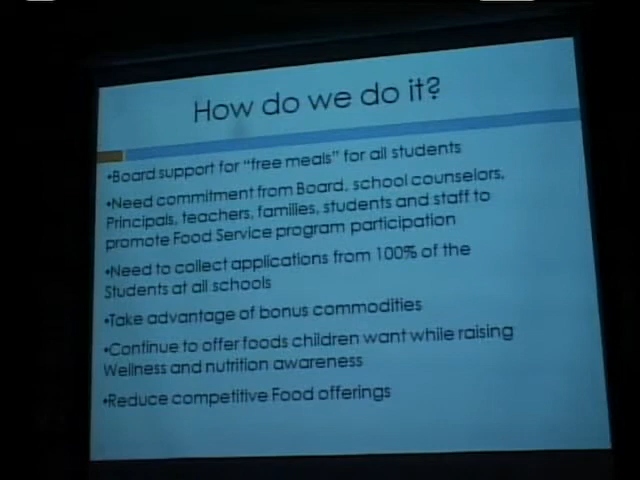 How do we do it?
•Board support for "free meals" for all students
•Need commitment from Board, school counselors,
Principals, teachers, families, students and staff to
promote Food Service program participation
•Need to collect applications from 100% of the
Students at all schools
•Take advantage of bonus commodities
•Continue to offer foods children want while raising
Wellness and nutrition awareness
•Reduce competitive Food offerings